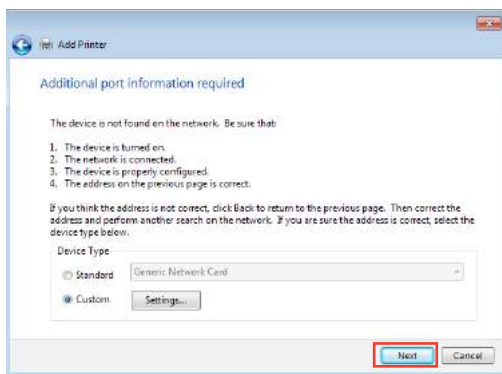 Add Printer
Additional port information required
The device is not found on the network. Be sure that:
1. The device is turned on.
2. The network is connected.
3. The device is properly configured.
4. The address on the previous page is correct.
If you think the address is not correct, click Back to return to the previous page. Then correct the
address and perform another search on the network. If you are sure the address is correct, select the
device type below.
Device Type
Standard Generic Network Card
Custom Settings...
Next Cancel